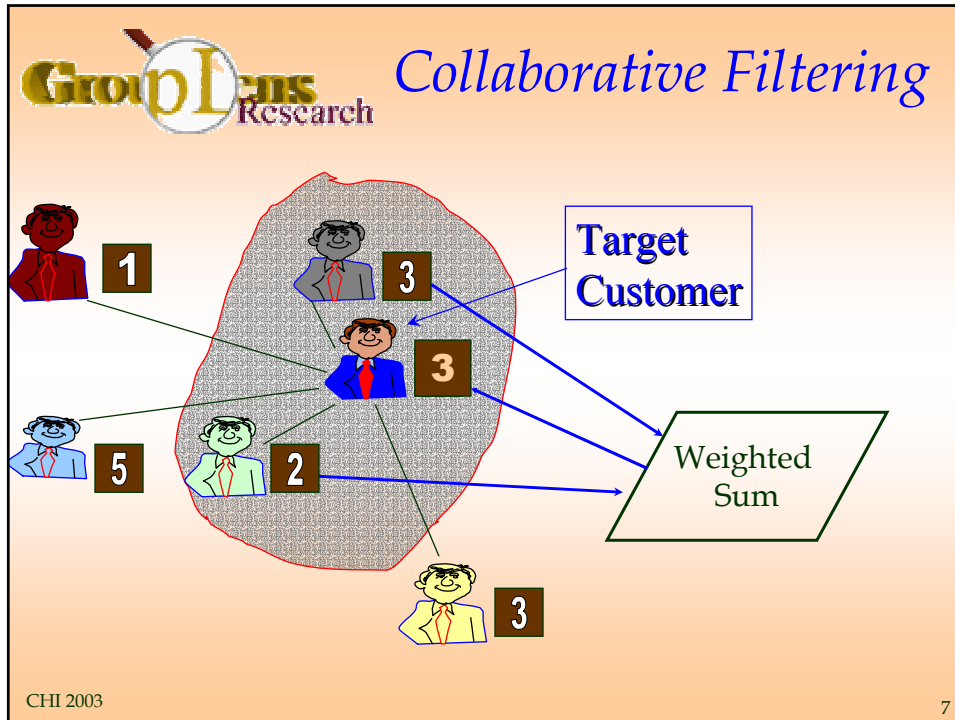 GroupLens
Research
Collaborative Filtering
1
3
Target
Customer
3
5
2
Weighted
Sum
3
CHI 2003
7